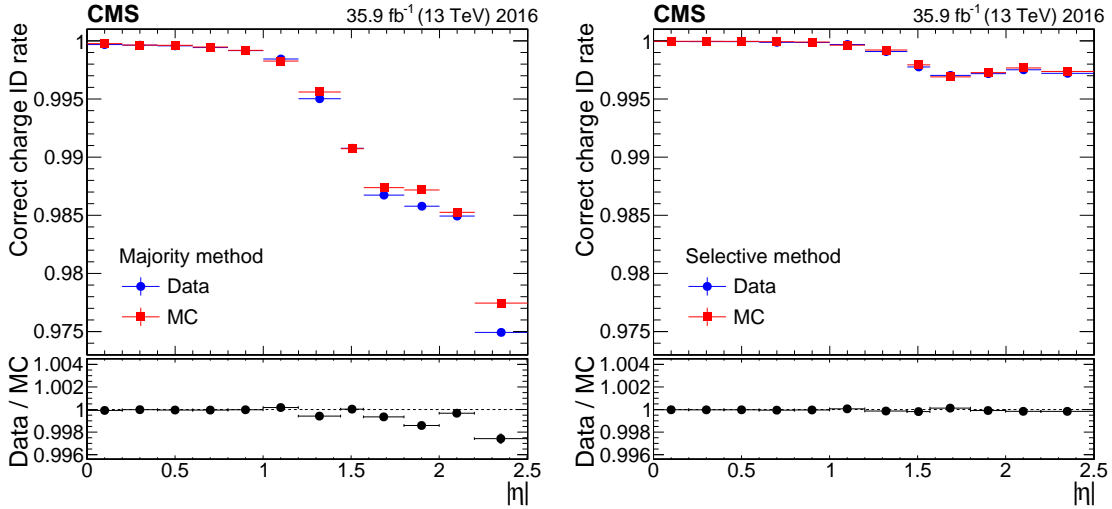 CMS 35.9 fb⁻¹ (13 TeV) 2016
Correct charge ID rate
1
0.995
0.99
0.985
0.98
0.975
Majority method
Data
MC
Data / MC
1.004
1.002
1
0.998
0.996
0 0.5 1 1.5 2 2.5
|η|
CMS 35.9 fb⁻¹ (13 TeV) 2016
Correct charge ID rate
1
0.995
0.99
0.985
0.98
0.975
Selective method
Data
MC
Data / MC
1.004
1.002
1
0.998
0.996
0 0.5 1 1.5 2 2.5
|η|